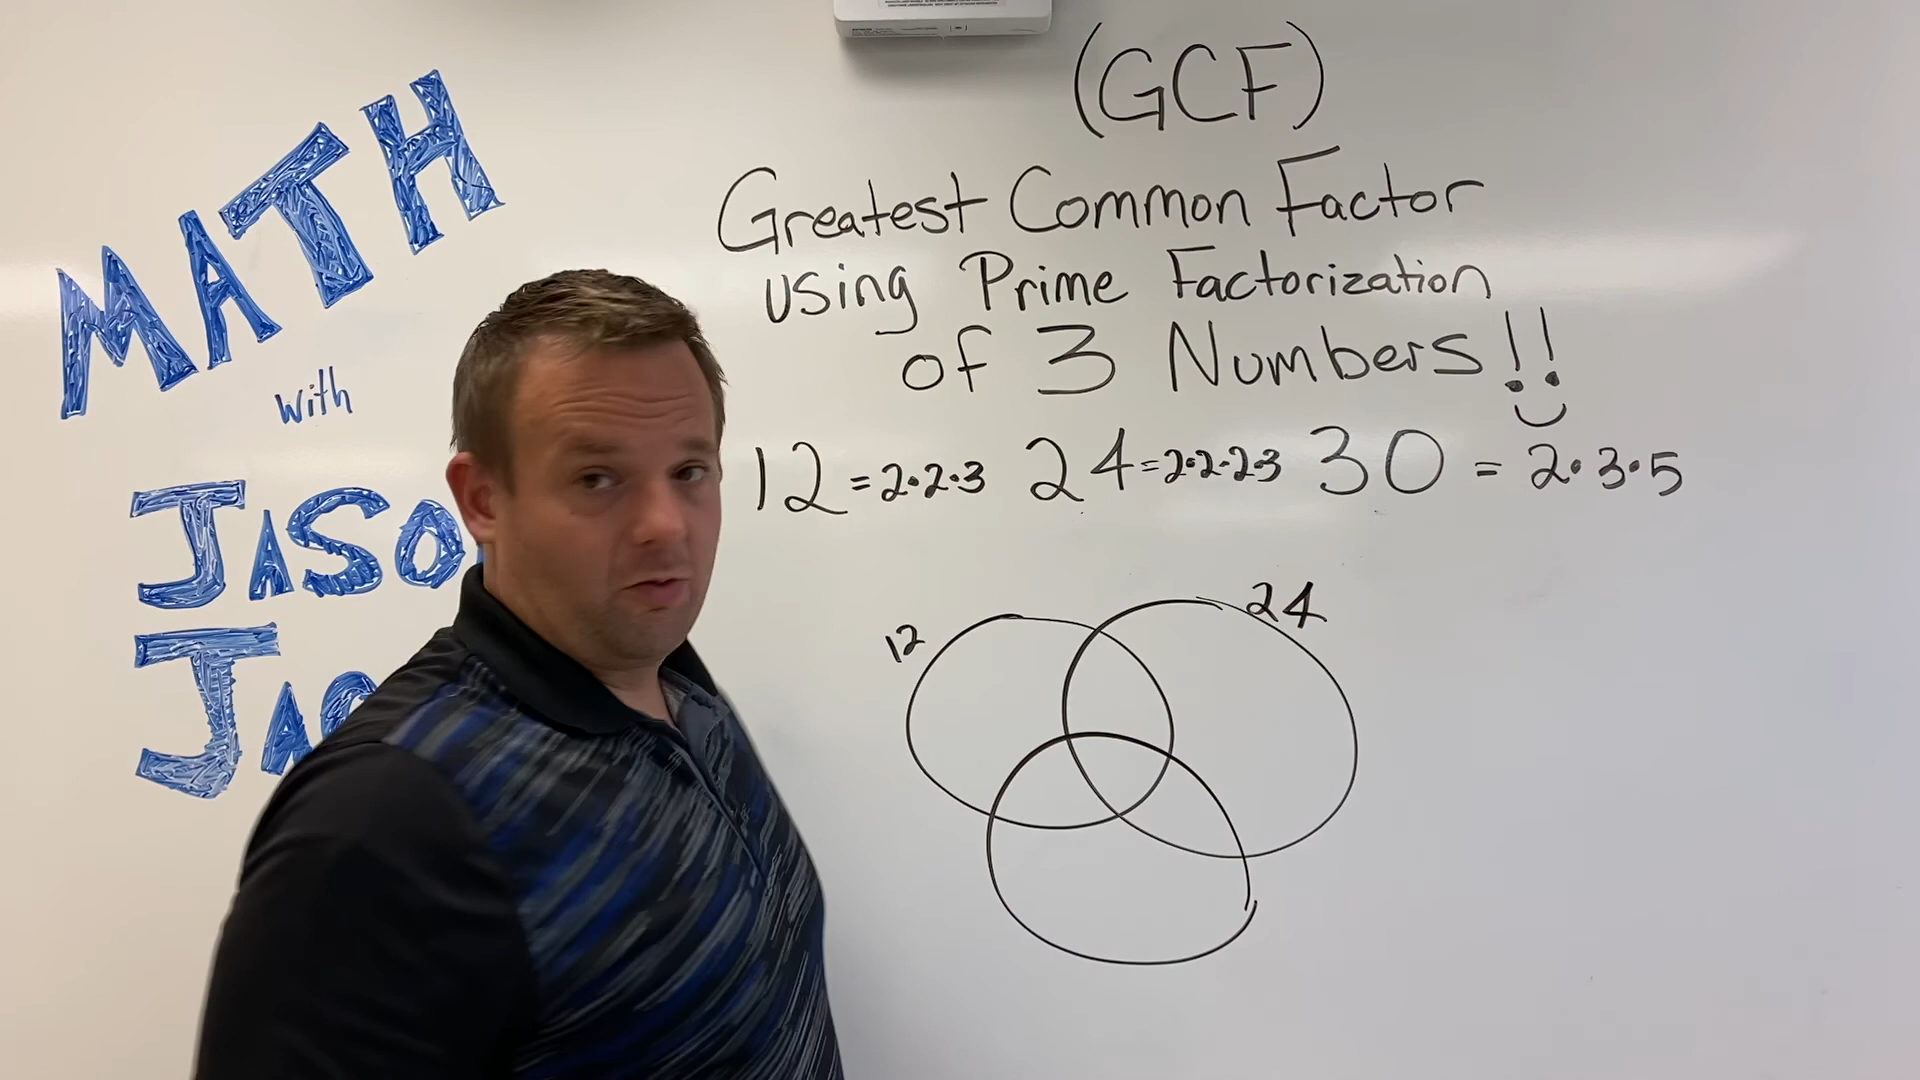 MATH
with
JASO
JA
(GCF)
Greatest Common Factor
using Prime Factorization
of 3 Numbers!!
12 = 2·2·3 24 = 2·2·2·3 30 = 2·3·5
12
24